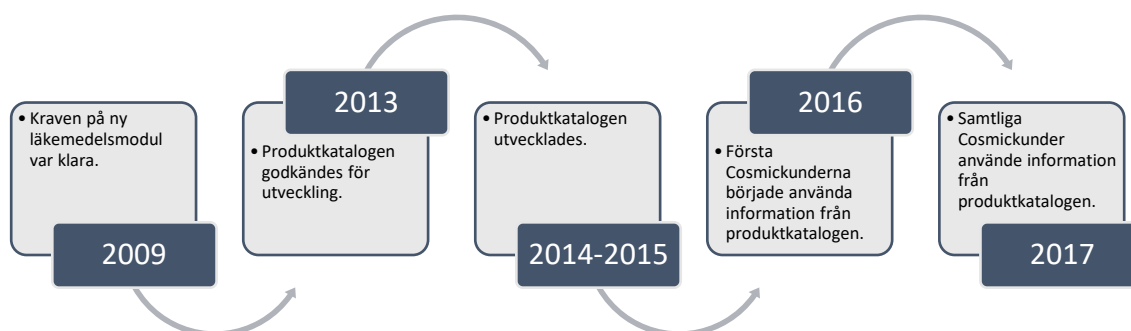 • Kraven på ny
läkemedelsmodul
var klara.
2009
2013
• Produktkatalogen
godkändes för
utveckling.
• Produktkatalogen
utvecklades.
2014-2015
2016
• Första
Cosmickunderna
började använda
information från
produktkatalogen.
• Samtliga
Cosmickunder
använde information
från
produktkatalogen.
2017